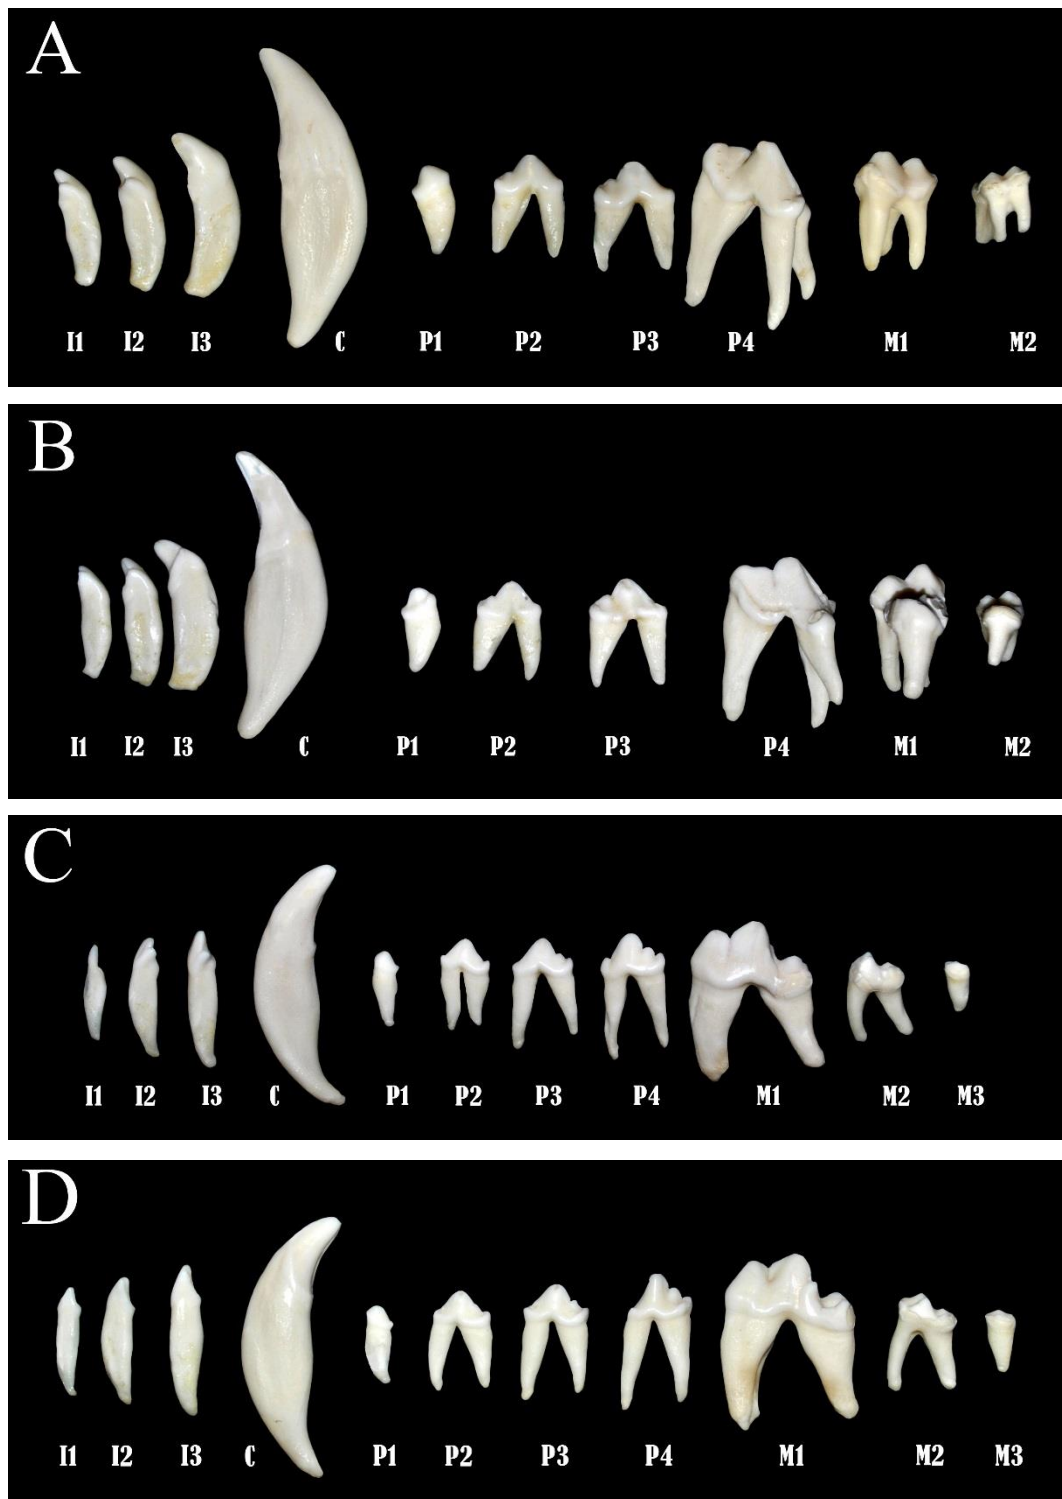 A
I1 I2 I3 C P1 P2 P3 P4 M1 M2
B
I1 I2 I3 C P1 P2 P3 P4 M1 M2
C
I1 I2 I3 C P1 P2 P3 P4 M1 M2 M3
D
I1 I2 I3 C P1 P2 P3 P4 M1 M2 M3